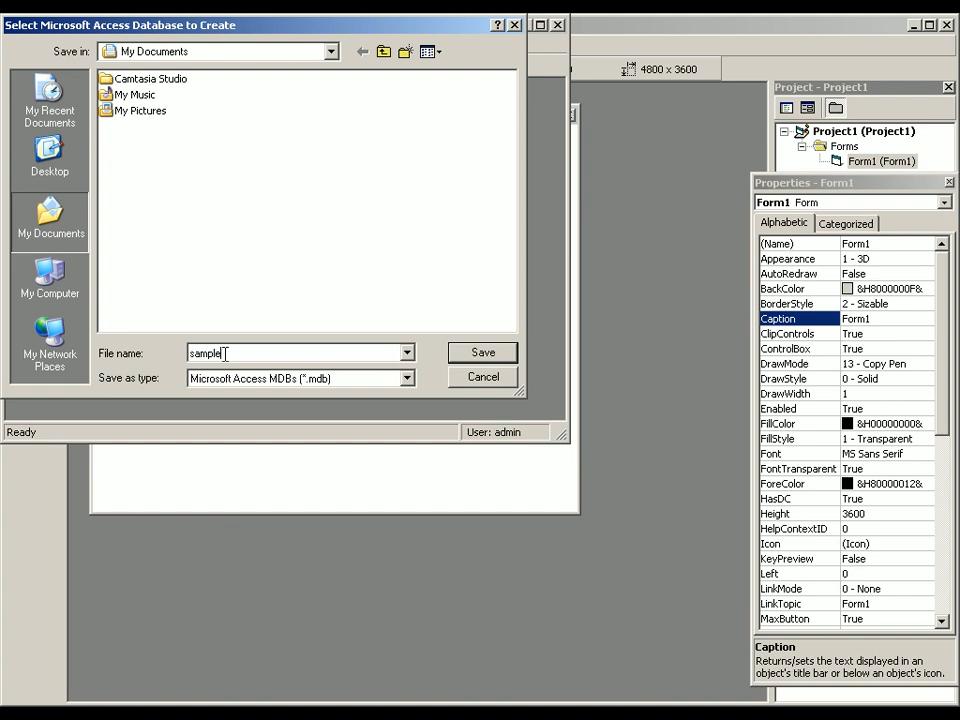 Select Microsoft Access Database to Create
Save in:
My Documents
4800 x 3600
Camtasia Studio
My Music
My Pictures
My Recent
Documents
Desktop
My Documents
My Computer
My Network
Places
File name:
sample
Save
Save as type:
Microsoft Access MDBs (*.mdb)
Cancel
Ready
User: admin
Project - Project1
Project1 (Project1)
Forms
Form1 (Form1)
Properties - Form1
Form1 Form
Alphabetic
Categorized
(Name) Form1
Appearance 1 - 3D
AutoRedraw False
BackColor &H8000000F&
BorderStyle 2 - Sizable
Caption Form1
ClipControls True
ControlBox True
DrawMode 13 - Copy Pen
DrawStyle 0 - Solid
DrawWidth 1
Enabled True
FillColor &H00000000&
FillStyle 1 - Transparent
Font MS Sans Serif
FontTransparent True
ForeColor &H80000012&
HasDC True
Height 3600
HelpContextID 0
Icon (Icon)
KeyPreview False
Left 0
LinkMode 0 - None
LinkTopic Form1
MaxButton True
Caption
Returns/sets the text displayed in an
object's title bar or below an object's icon.